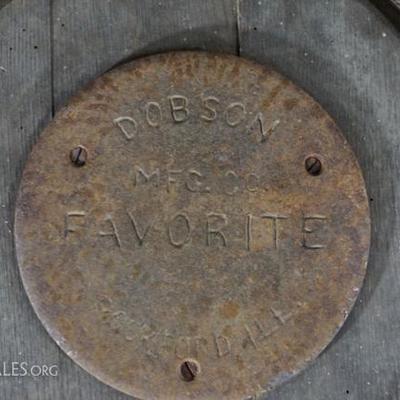 DOBSON
MFG. CO.
FAVORITE
ROCKFORD, ILL.
ALES.ORG